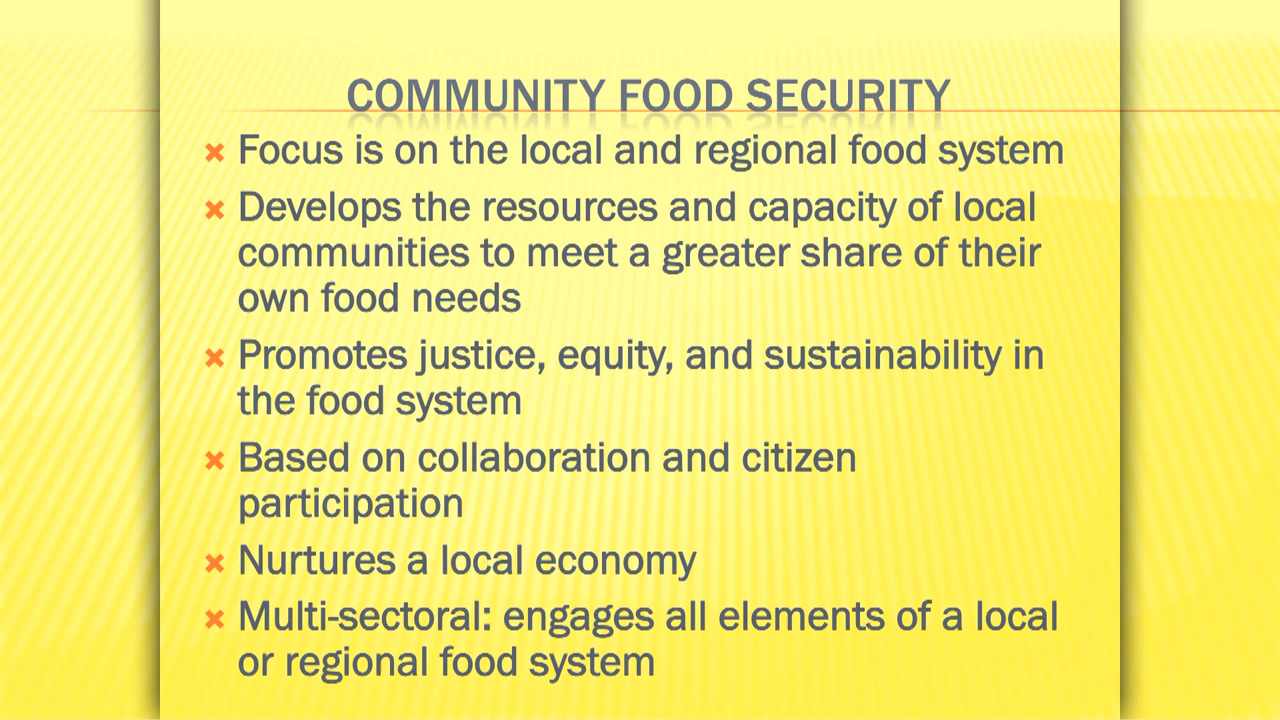 COMMUNITY FOOD SECURITY
Focus is on the local and regional food system
Develops the resources and capacity of local
communities to meet a greater share of their
own food needs
Promotes justice, equity, and sustainability in
the food system
Based on collaboration and citizen
participation
Nurtures a local economy
Multi-sectoral: engages all elements of a local
or regional food system